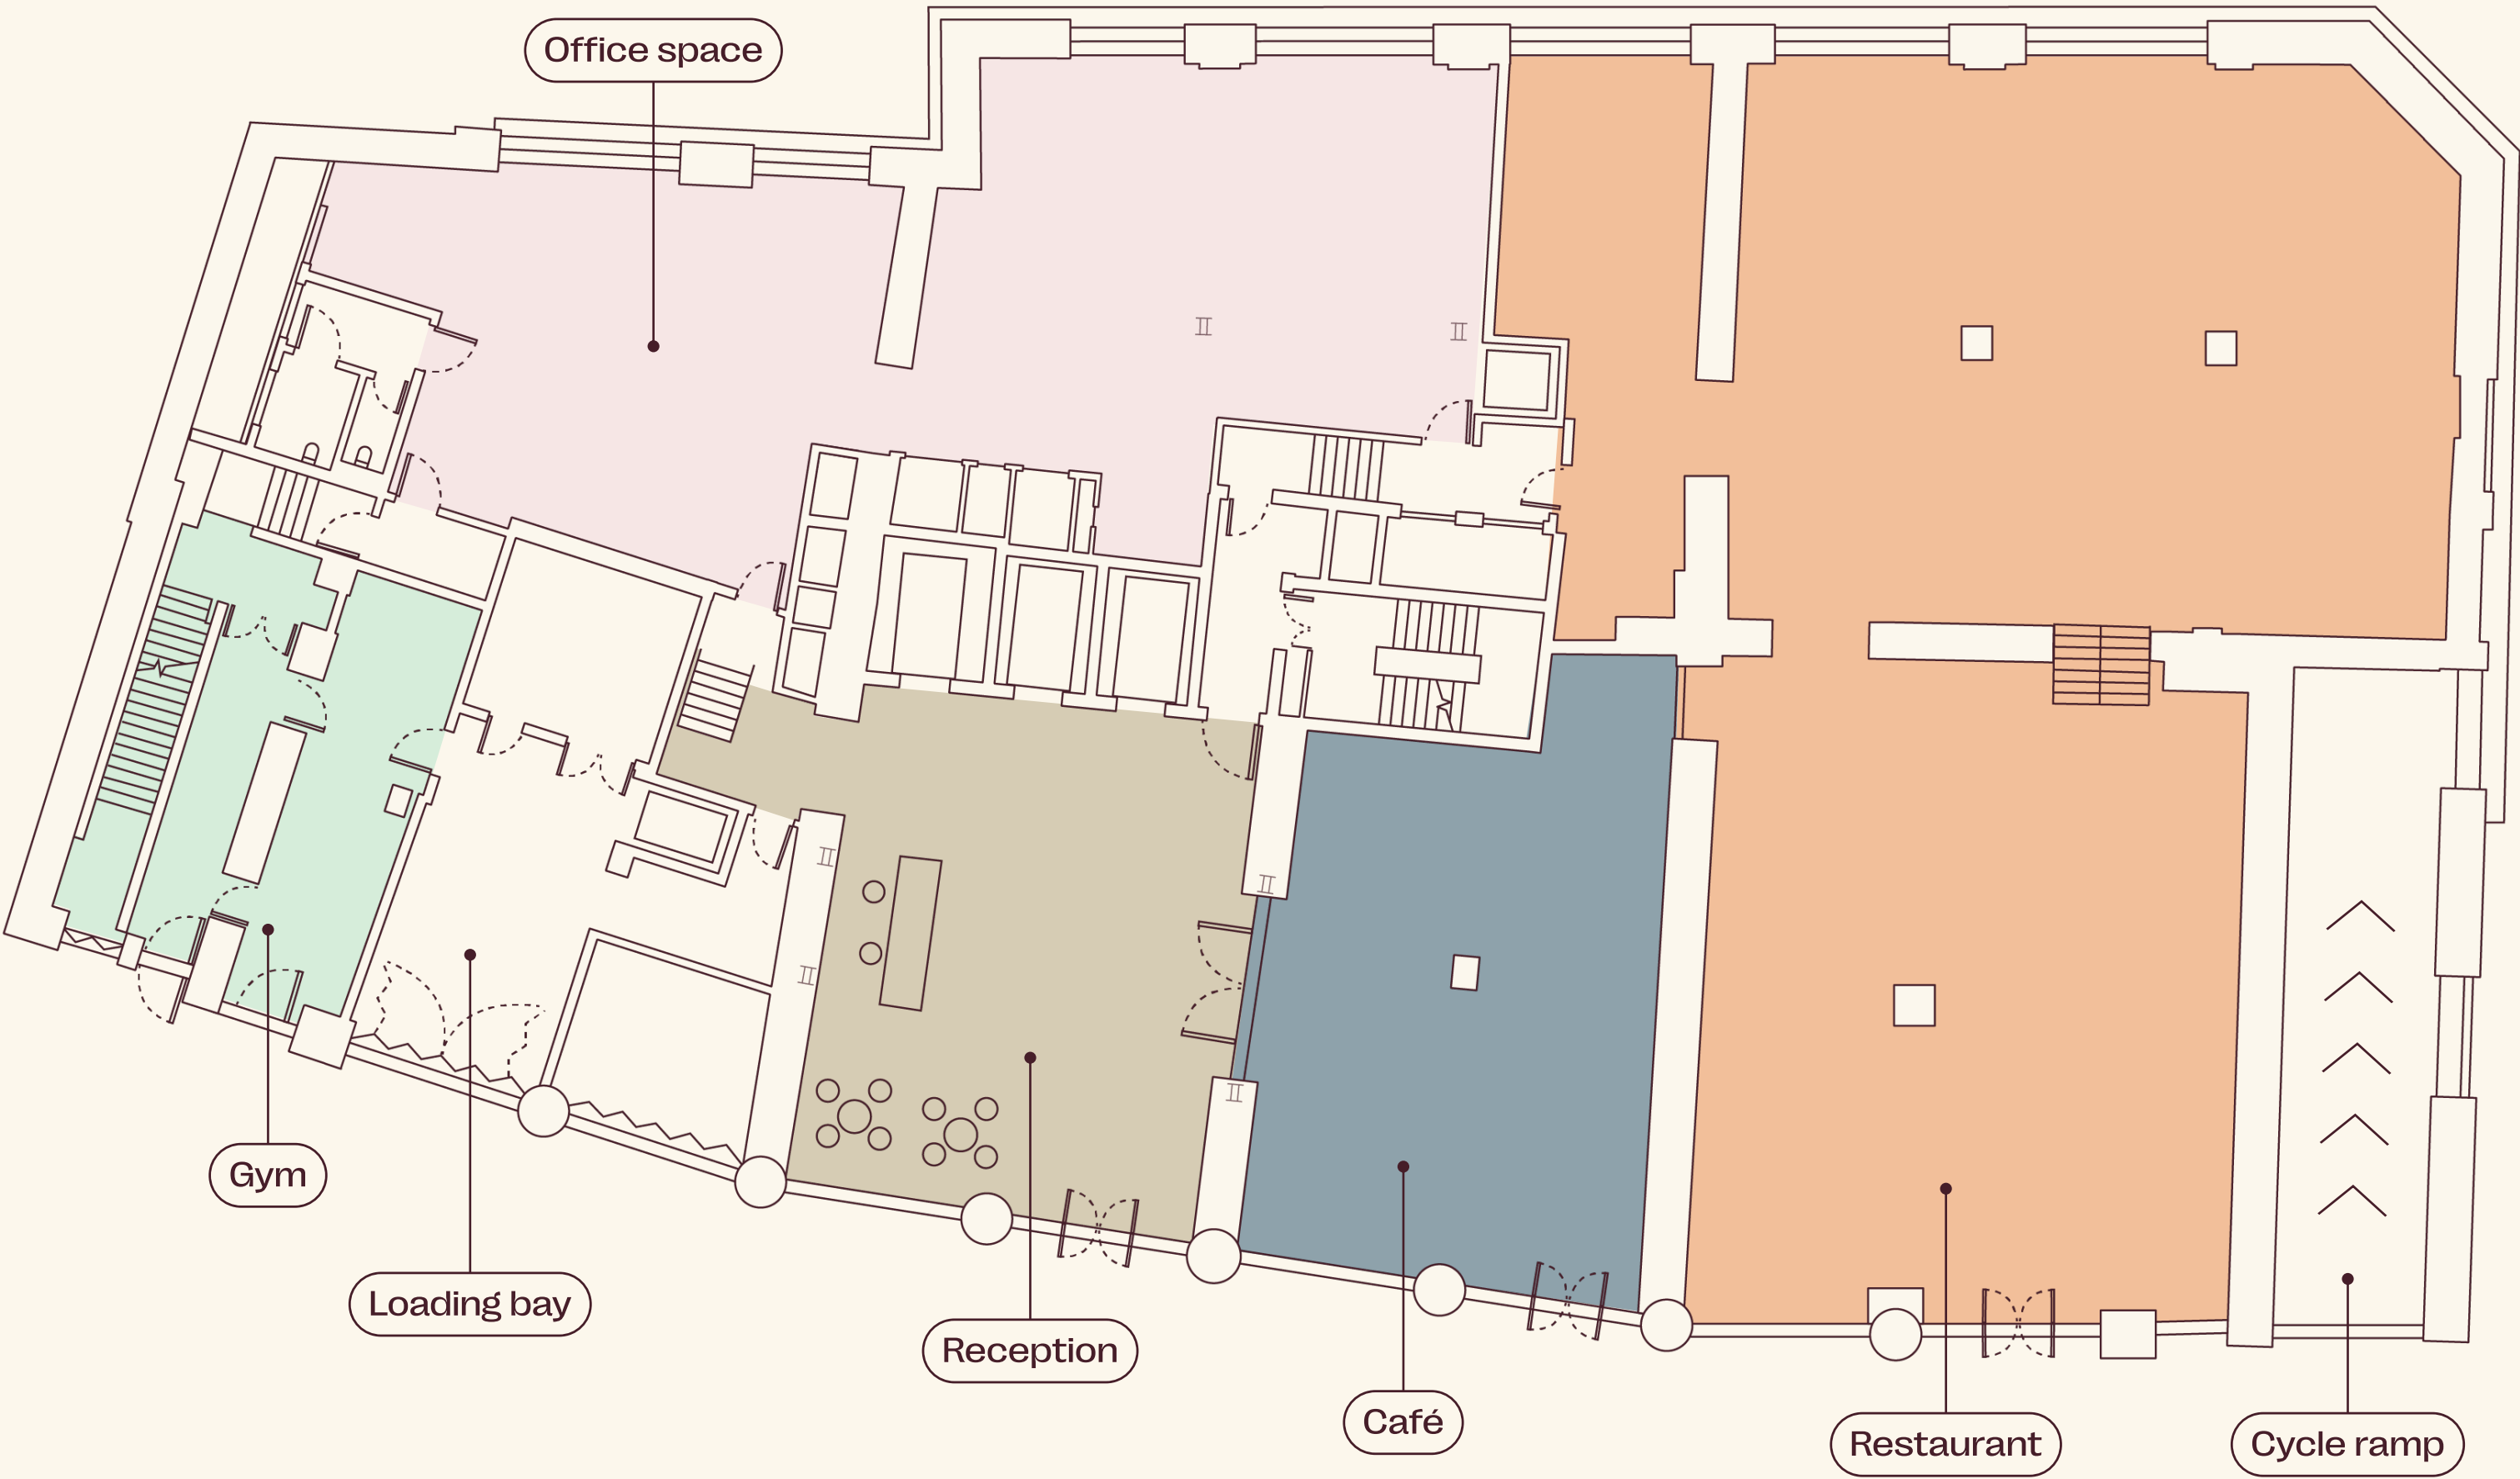 Office space
Gym
Loading bay
Reception
Café
Restaurant
Cycle ramp